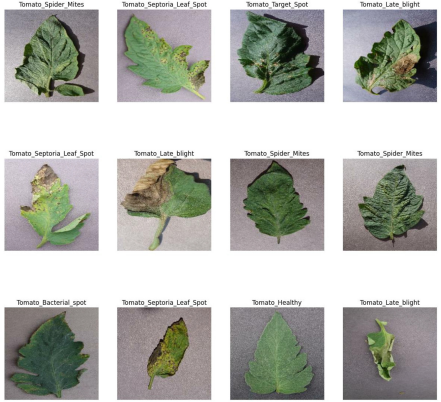 Tomato_Spider_Mites
Tomato_Septoria_Leaf_Spot
Tomato_Target_Spot
Tomato_Late_blight
Tomato_Septoria_Leaf_Spot
Tomato_Late_blight
Tomato_Spider_Mites
Tomato_Spider_Mites
Tomato_Bacterial_spot
Tomato_Septoria_Leaf_Spot
Tomato_Healthy
Tomato_Late_blight